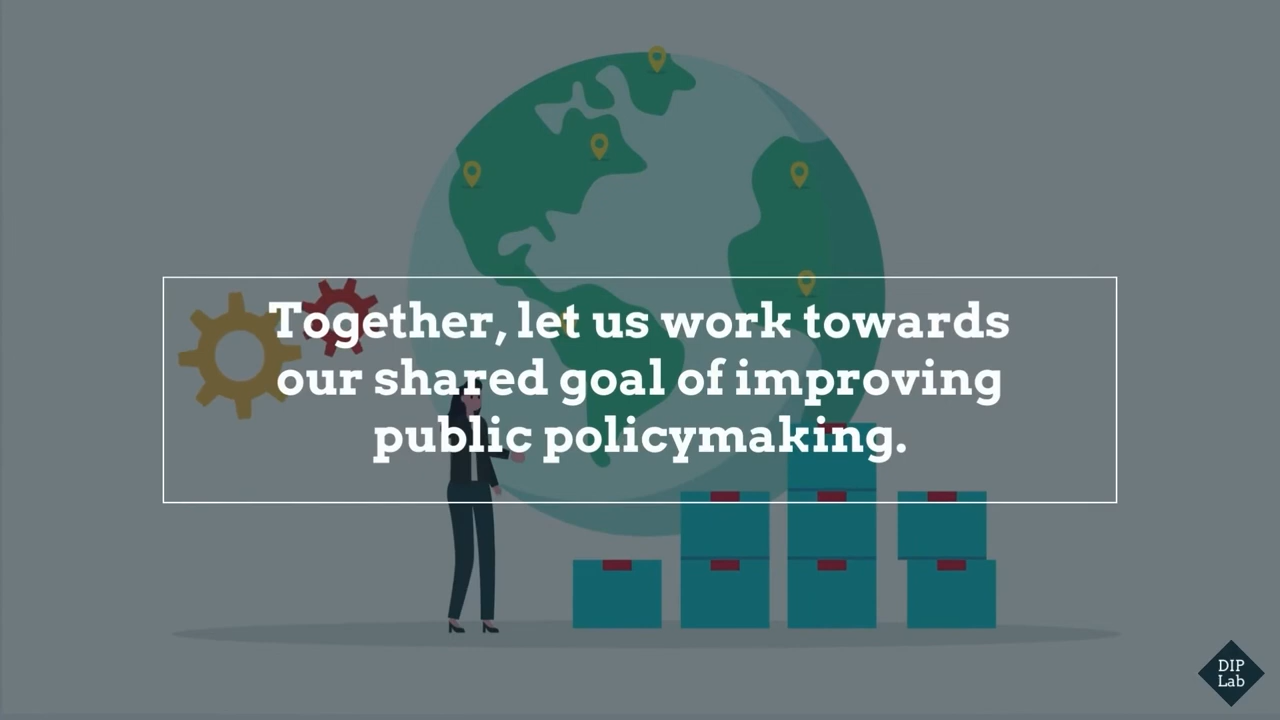 Together, let us work towards
our shared goal of improving
public policymaking.
DIP
Lab